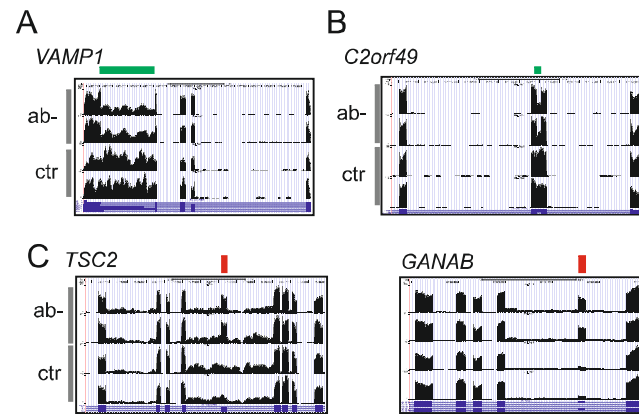 A
B
VAMP1
C2orf49
ab-
ab-
ctr
ctr
C
TSC2
GANAB
ab-
ctr